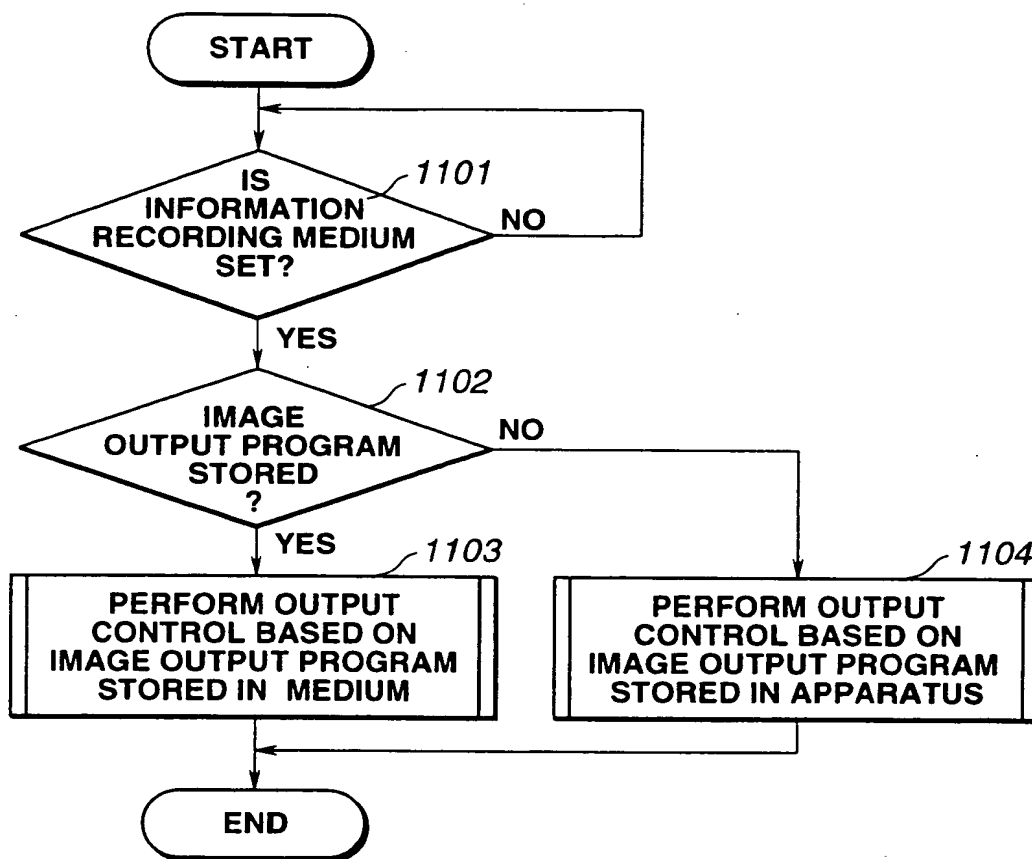 START
1101
IS
INFORMATION
RECORDING MEDIUM
SET?
NO
YES
1102
IMAGE
OUTPUT PROGRAM
STORED
?
NO
YES
1103
PERFORM OUTPUT
CONTROL BASED ON
IMAGE OUTPUT PROGRAM
STORED IN MEDIUM
1104
PERFORM OUTPUT
CONTROL BASED ON
IMAGE OUTPUT PROGRAM
STORED IN APPARATUS
END